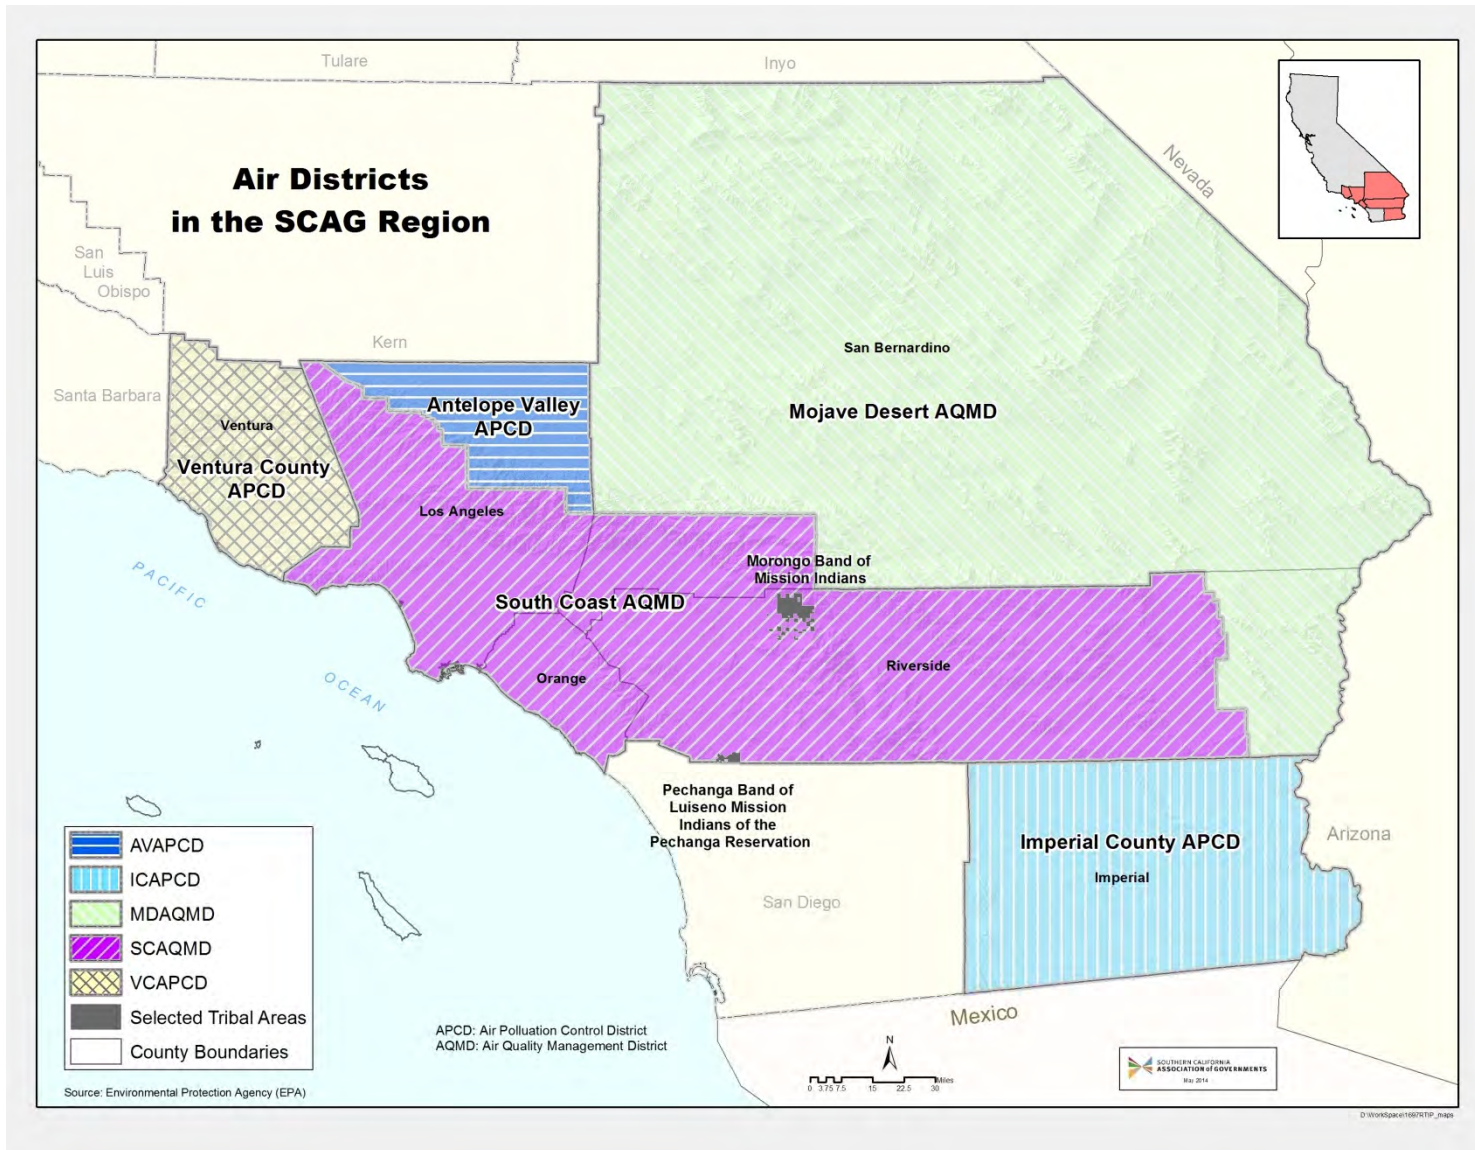 Tulare
Inyo
Air Districts
in the SCAG Region
Nevada
San
Luis
Obispo
Kern
San Bernardino
Santa Barbara
Antelope Valley
APCD
Mojave Desert AQMD
Ventura
Ventura County
APCD
Los Angeles
Morongo Band of
Mission Indians
PACIFIC
South Coast AQMD
Riverside
OCEAN
Orange
Pechanga Band of
Luiseno Mission
Indians of the
Pechanga Reservation
Imperial County APCD
Arizona
Imperial
San Diego
AVAPCD
ICAPCD
MDAQMD
SCAQMD
VCAPCD
Selected Tribal Areas
County Boundaries
Mexico
APCD: Air Polluation Control District
AQMD: Air Quality Management District
N
Miles
0 3.75 7.5 15 22.5 30
SOUTHERN CALIFORNIA
ASSOCIATION of GOVERNMENTS
May 2014
Source: Environmental Protection Agency (EPA)
D:\WorkSpace\1697RTIP_maps